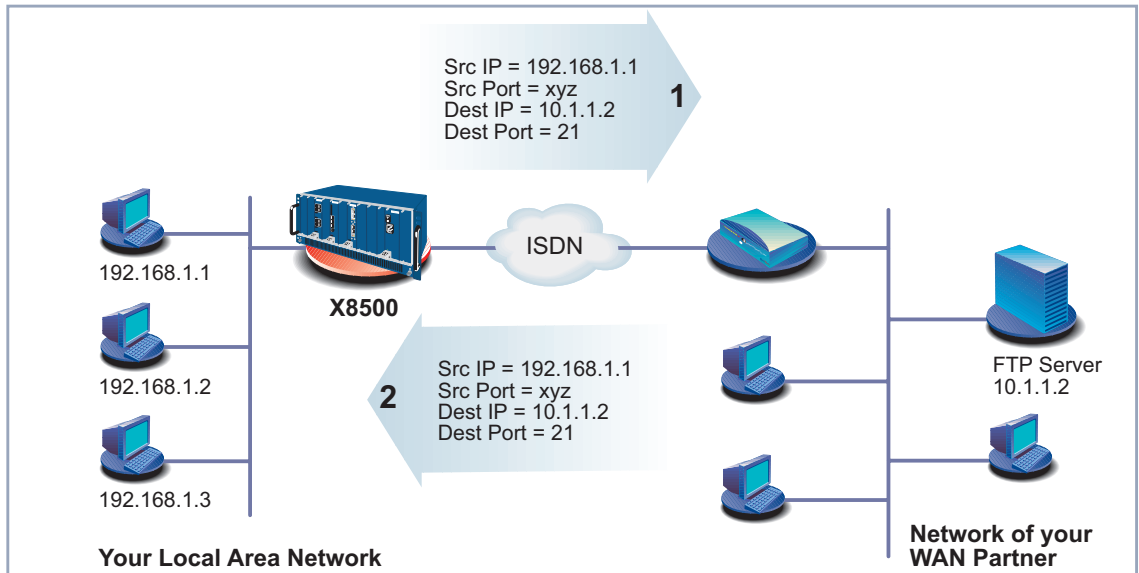 Src IP = 192.168.1.1
Src Port = xyz
Dest IP = 10.1.1.2
Dest Port = 21
1
192.168.1.1
X8500
ISDN
192.168.1.2
192.168.1.3
2
Src IP = 192.168.1.1
Src Port = xyz
Dest IP = 10.1.1.2
Dest Port = 21
FTP Server
10.1.1.2
Your Local Area Network
Network of your
WAN Partner